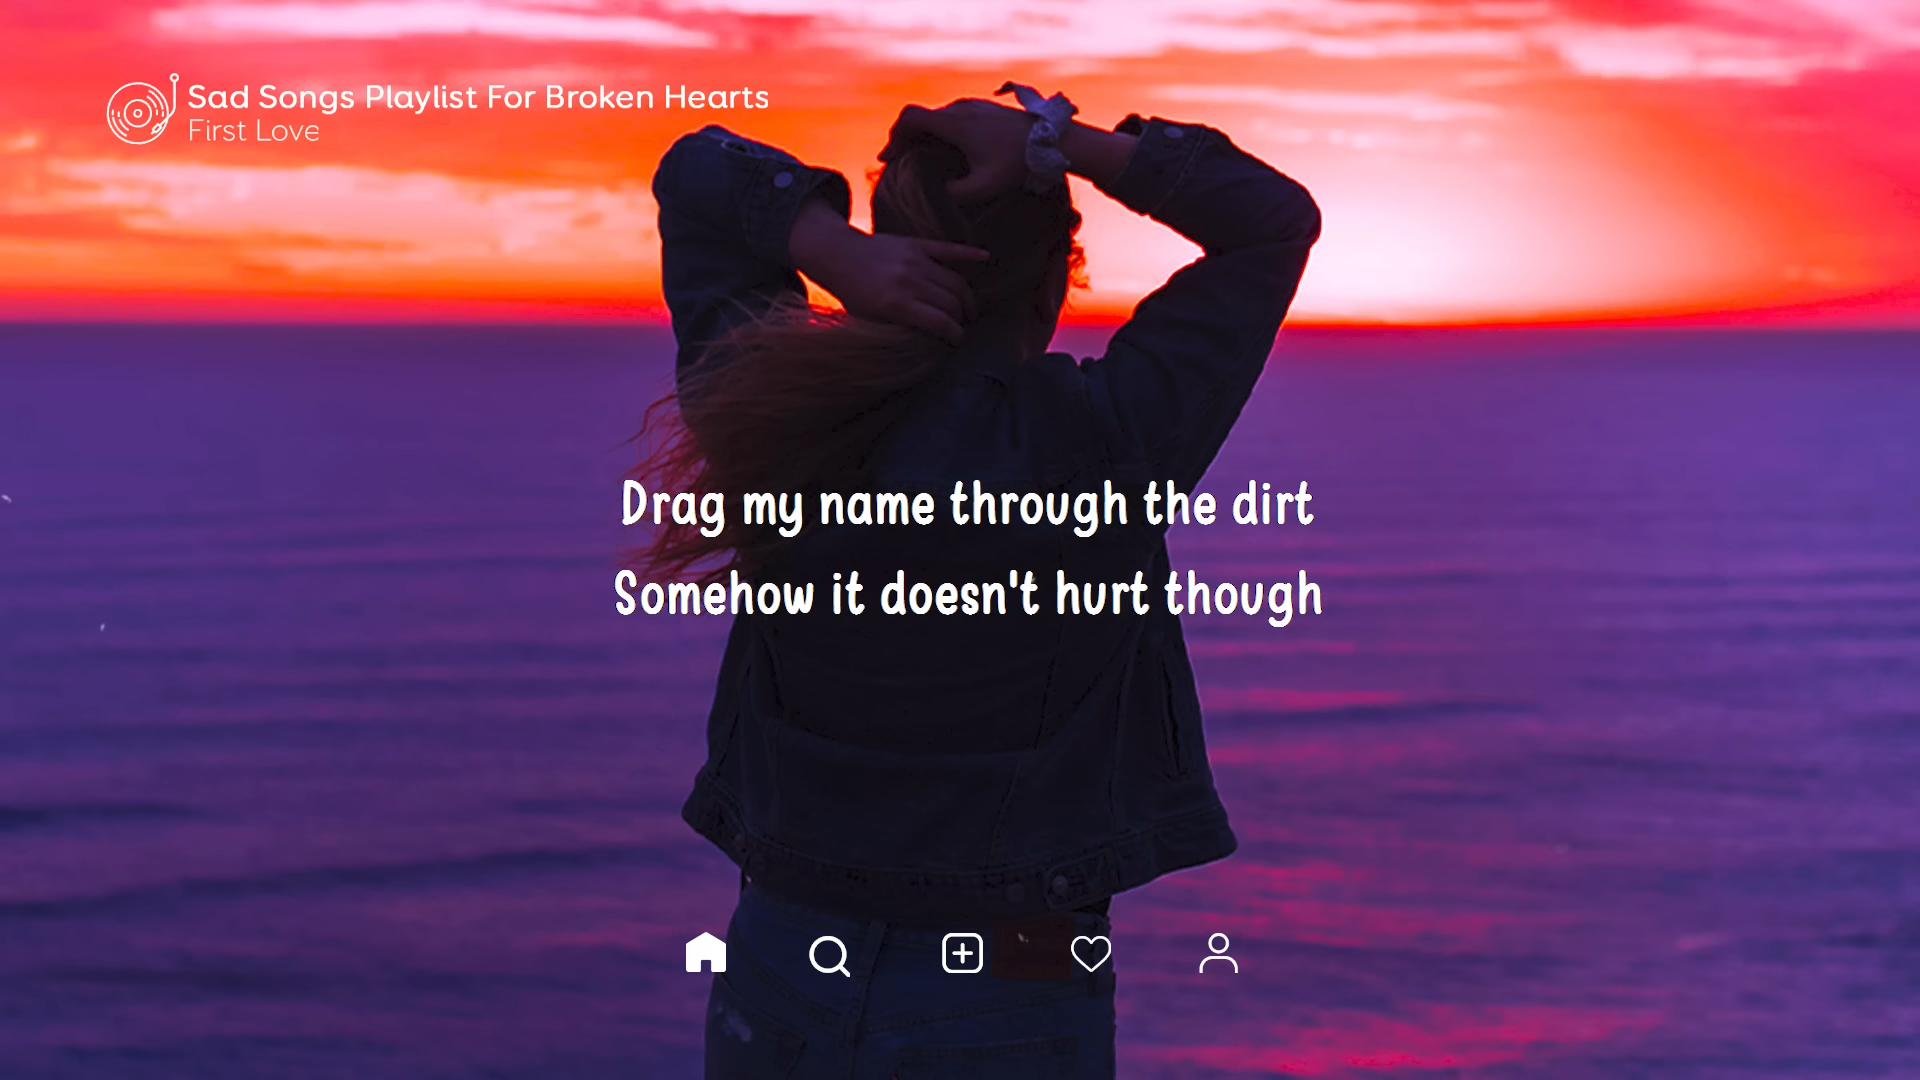 Sad Songs Playlist For Broken Hearts
First Love
Drag my name through the dirt
Somehow it doesn't hurt though